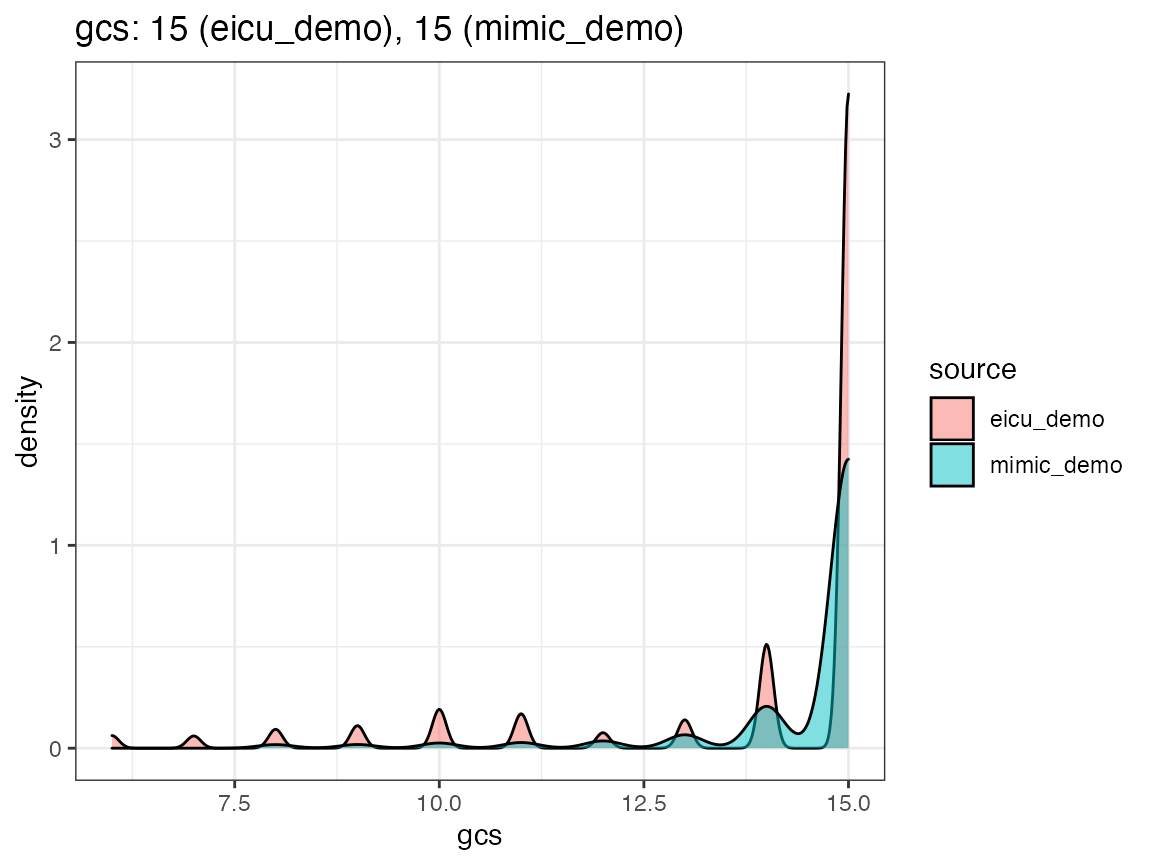 gcs: 15 (eicu_demo), 15 (mimic_demo)
3
2
1
0
density
7.5
10.0
12.5
15.0
gcs
source
eicu_demo
mimic_demo